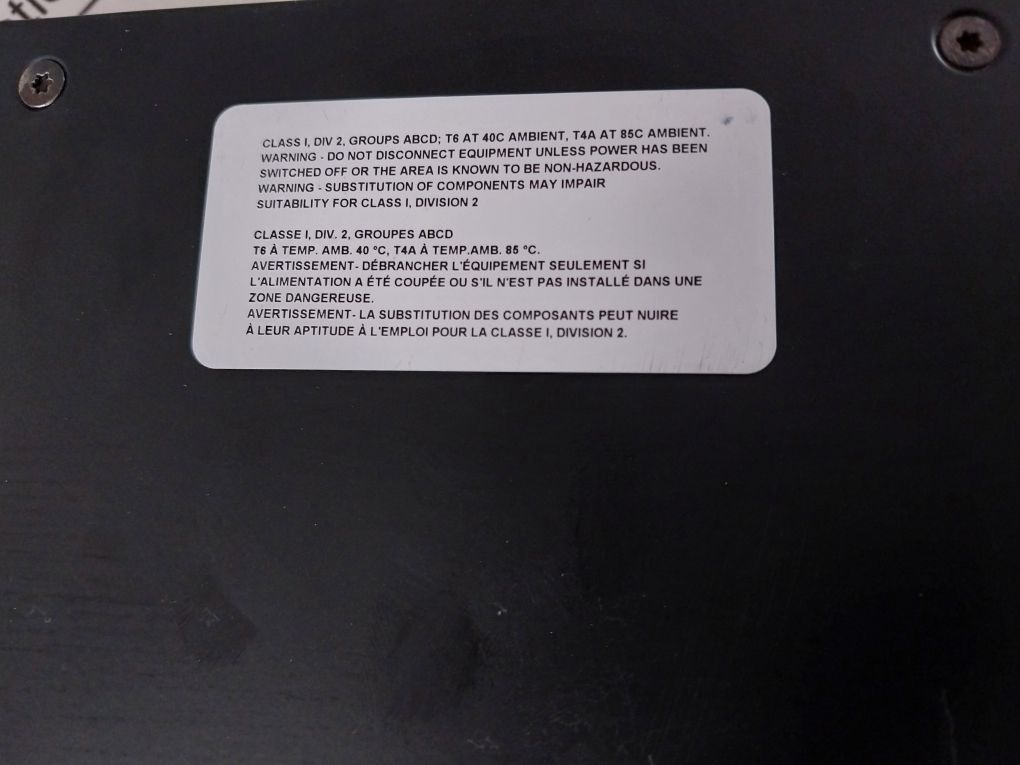 CLASS I, DIV 2, GROUPS ABCD; T6 AT 40C AMBIENT, T4A AT 85C AMBIENT.
WARNING - DO NOT DISCONNECT EQUIPMENT UNLESS POWER HAS BEEN
SWITCHED OFF OR THE AREA IS KNOWN TO BE NON-HAZARDOUS.
WARNING - SUBSTITUTION OF COMPONENTS MAY IMPAIR
SUITABILITY FOR CLASS I, DIVISION 2
CLASSE I, DIV. 2, GROUPES ABCD
T6 À TEMP. AMB. 40 ºC, T4A À TEMP.AMB. 85 ºC.
AVERTISSEMENT- DÉBRANCHER L'ÉQUIPEMENT SEULEMENT SI
L'ALIMENTATION A ÉTÉ COUPÉE OU S'IL N'EST PAS INSTALLÉ DANS UNE
ZONE DANGEREUSE.
AVERTISSEMENT- LA SUBSTITUTION DES COMPOSANTS PEUT NUIRE
À LEUR APTITUDE À L'EMPLOI POUR LA CLASSE I, DIVISION 2.